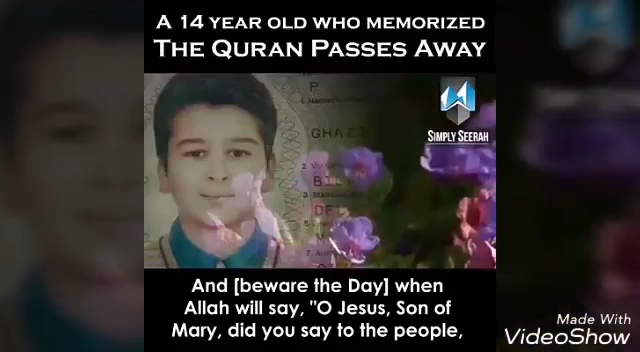 A 14 YEAR OLD WHO MEMORIZED
THE QURAN PASSES AWAY
SIMPLY SEERAH
And [beware the Day] when
Allah will say, "O Jesus, Son of
Mary, did you say to the people,
Made With
VideoShow